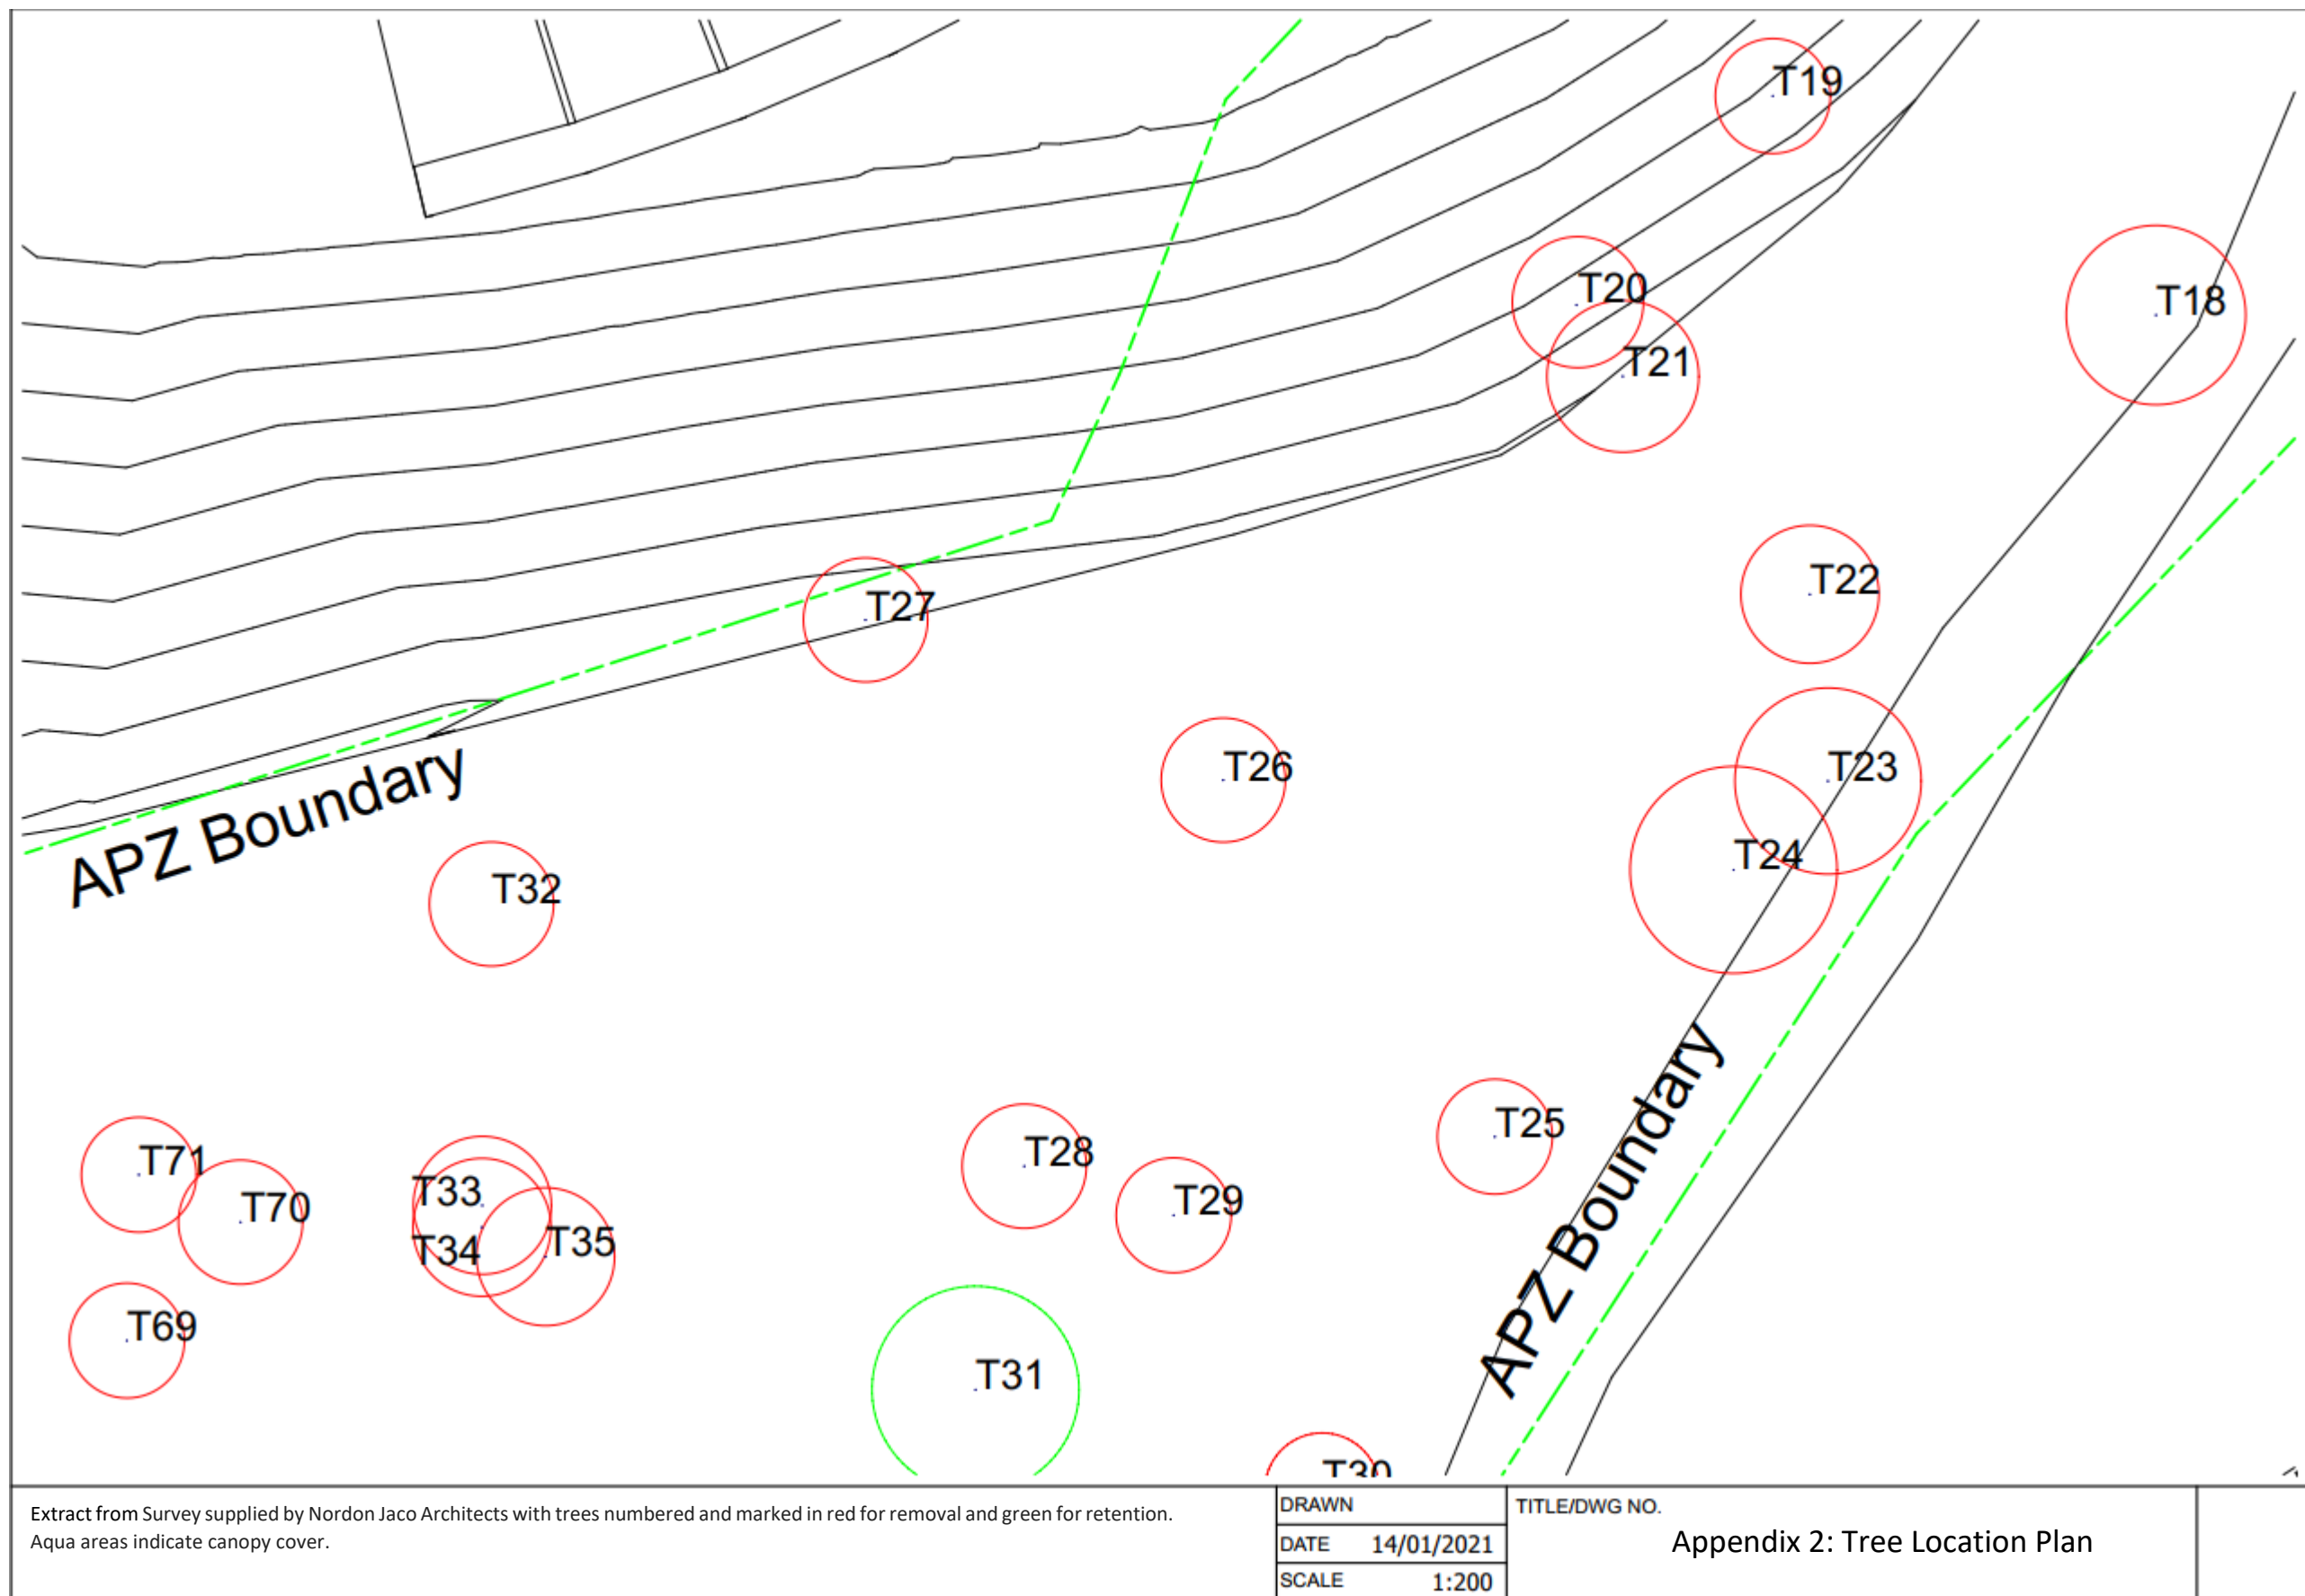 T19
T18
T20
T21
T22
T27
T26
T23
T24
APZ Boundary
T32
T25
T28
T71
T33
T29
T70
T34
T35
T69
T31
APZ Boundary
T30
Extract from Survey supplied by Nordon Jaco Architects with trees numbered and marked in red for removal and green for retention.
Aqua areas indicate canopy cover.
DRAWN
DATE 14/01/2021
SCALE 1:200
TITLE/DWG NO.
Appendix 2: Tree Location Plan